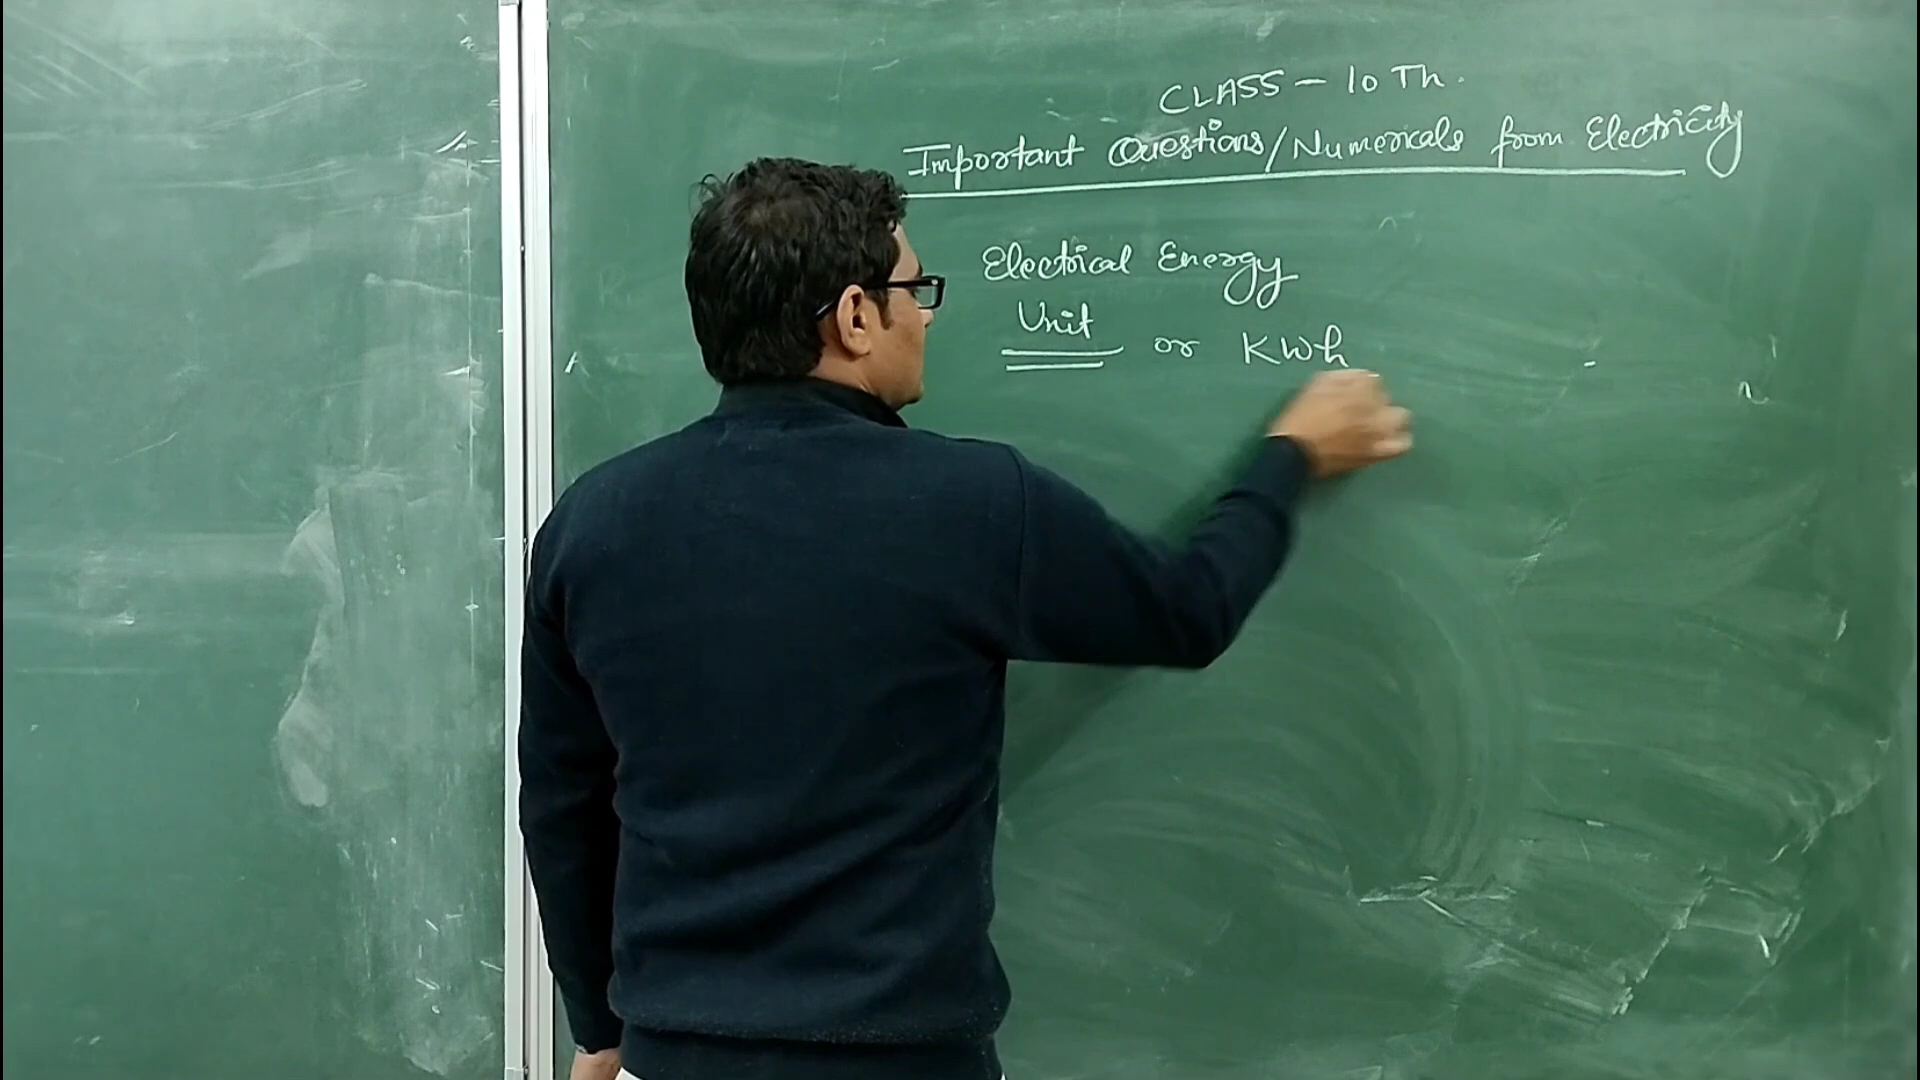 CLASS - 10 Th.
Important Questions/Numericals from Electricity
Electrical Energy
Unit or KWh